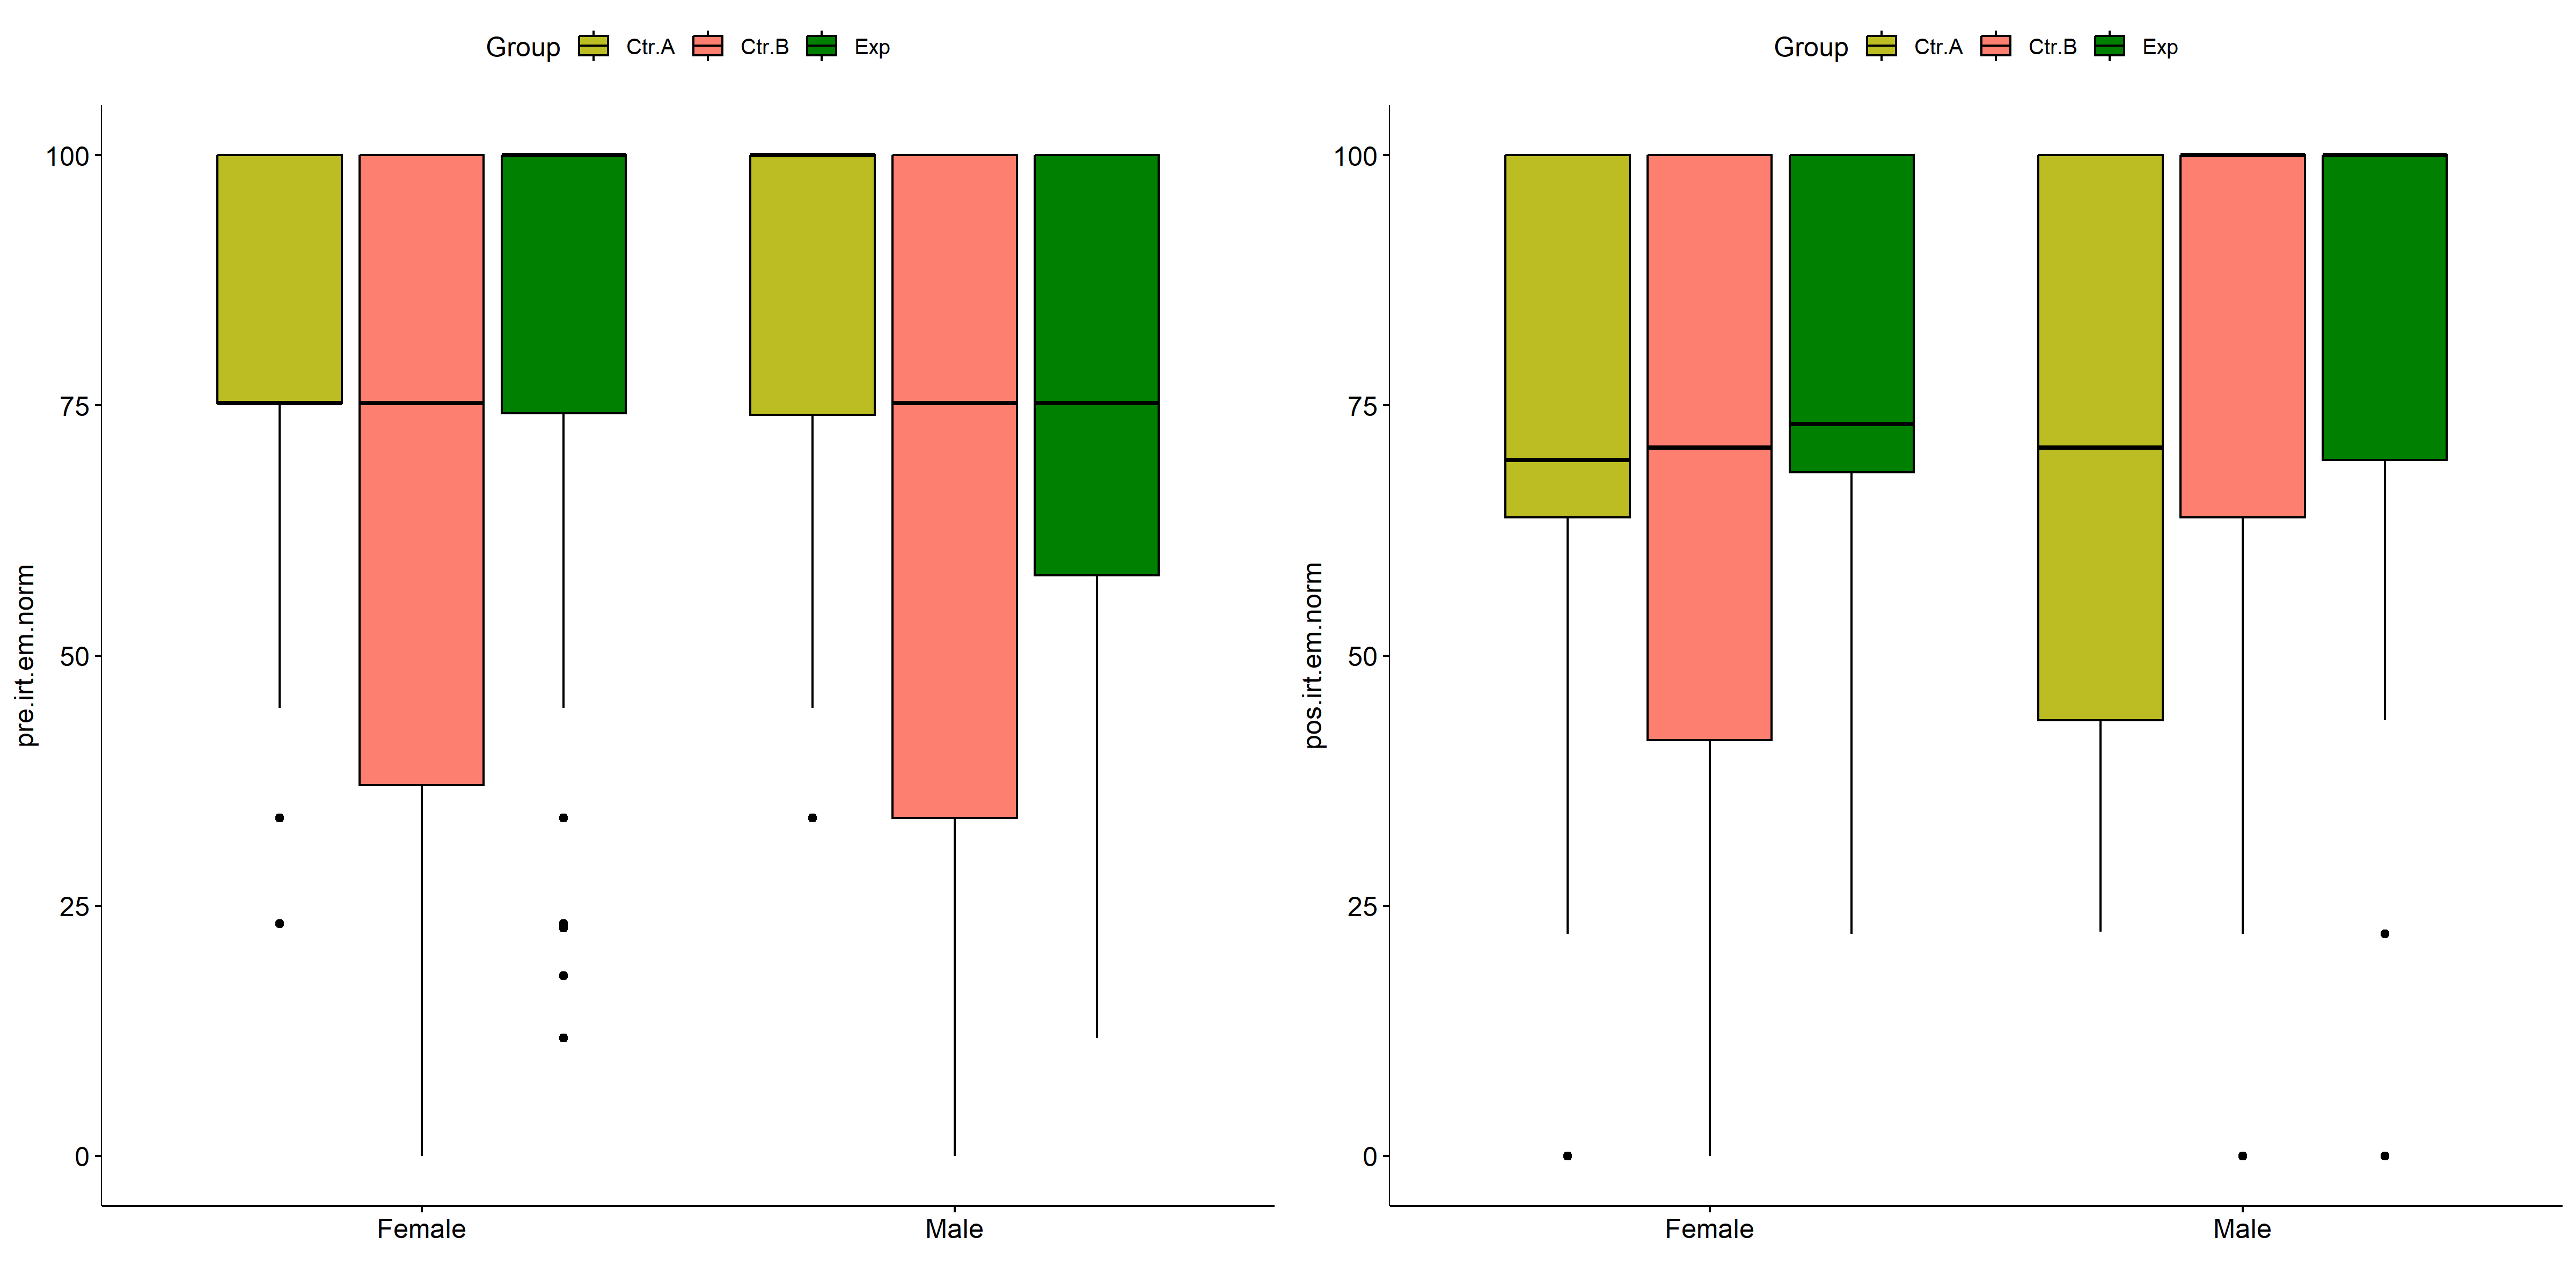 Group Ctr.A Ctr.B Exp
pre.irt.em.norm
100
75
50
25
0
Female Male
Group Ctr.A Ctr.B Exp
pos.irt.em.norm
100
75
50
25
0
Female Male